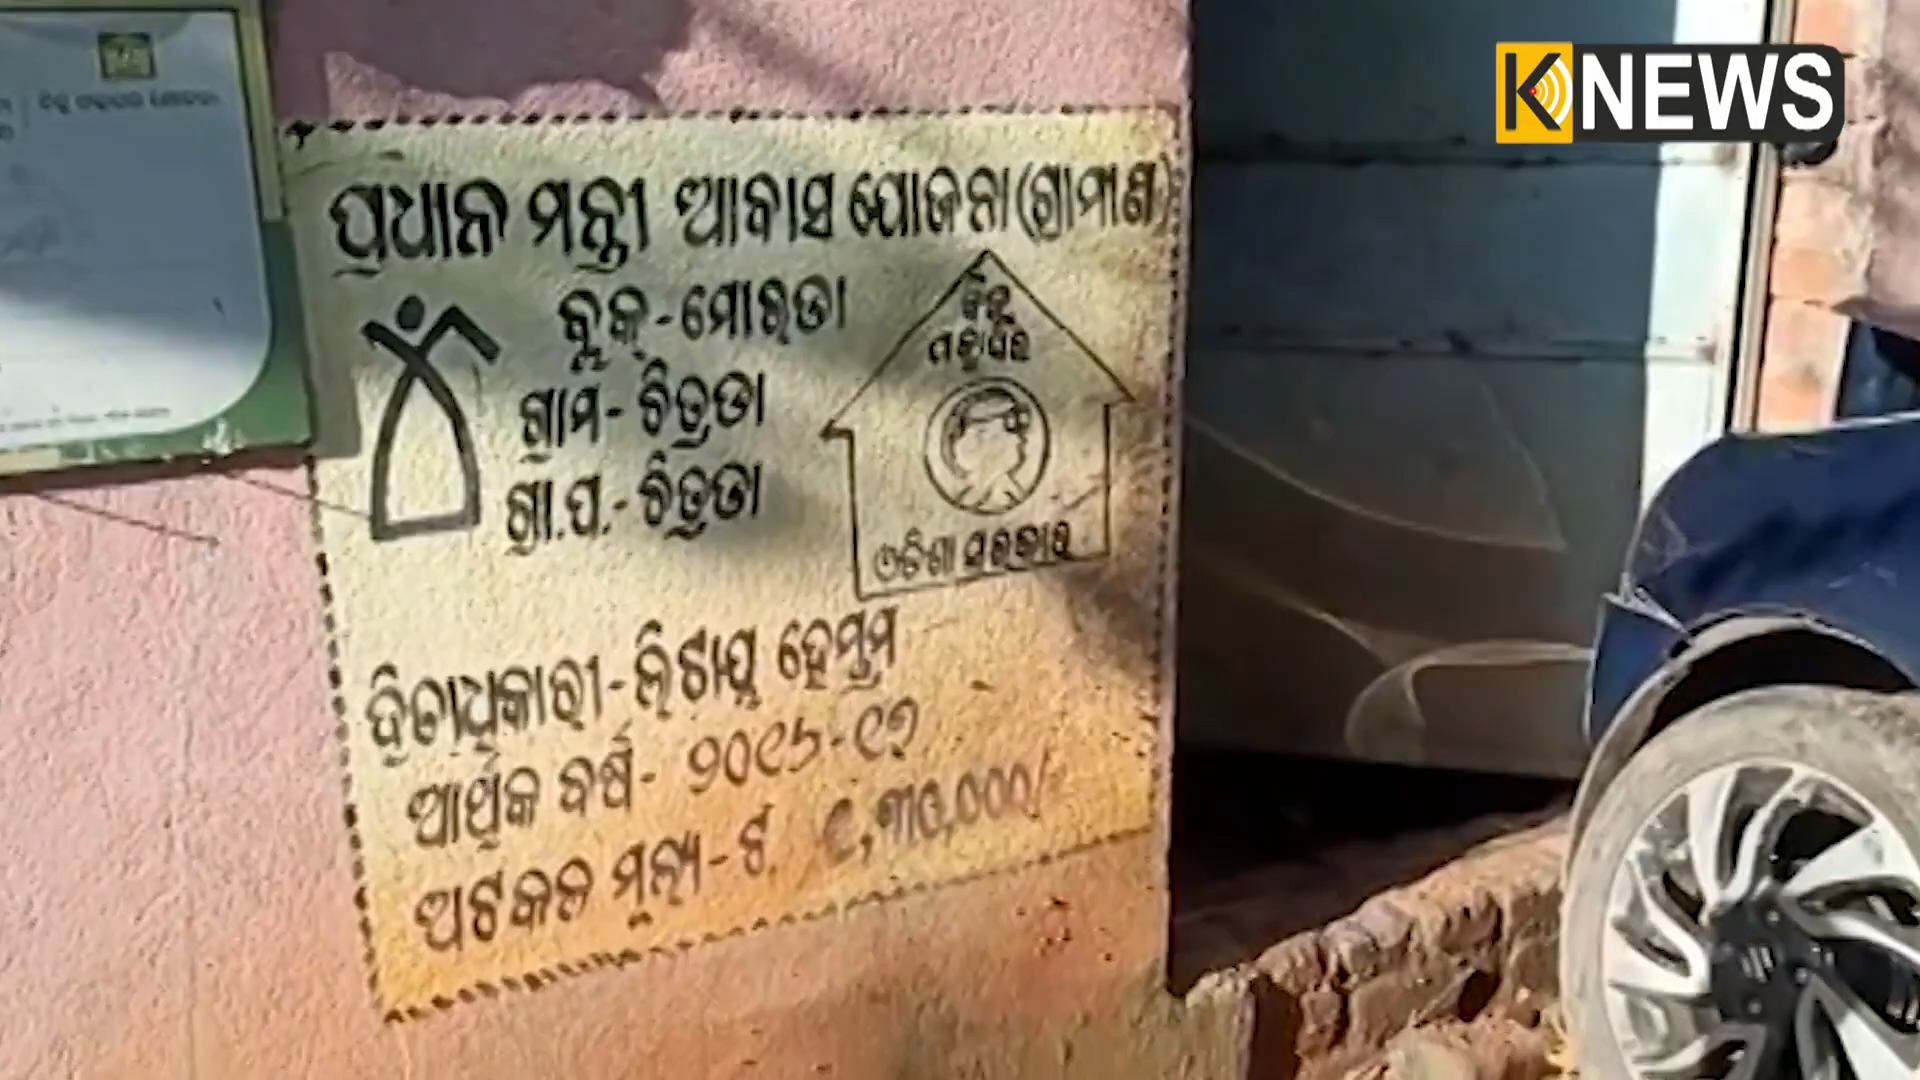 KNEWS
ପ୍ରଧାନ ମନ୍ତ୍ରୀ ଆବାସ ଯୋଜନା (ଗ୍ରାମୀଣ)
ବ୍ଲକ୍ - ମୋରଡା
ଗ୍ରାମ - ଚିତ୍ରଡା
ଗ୍ରା.ପ. - ଚିତ୍ରଡା
ବିଜୁ
ପକ୍କାଘର
ଓଡିଶା ସରକାର
ହିତାଧିକାରୀ - ଲିଟ୍ୟୁ ହେମ୍ବ୍ରମ
ଆର୍ଥିକ ବର୍ଷ - ୨୦୧୬-୧୭
ଅଟକଳ ମୂଲ୍ୟ - ଟ. ୧,୩୦,୦୦୦/